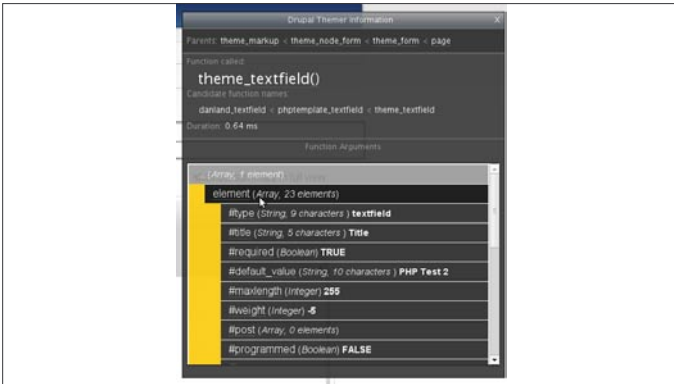 Drupal Themer Information X
Parents: theme_markup < theme_node_form < theme_form < page
Function called:
theme_textfield()
Candidate function names:
danland_textfield < phptemplate_textfield < theme_textfield
Duration: 0.64 ms
Function Arguments
(Array, 1 element)
element (Array, 23 elements)
#type (String, 9 characters ) textfield
#title (String, 5 characters ) Title
#required (Boolean) TRUE
#default_value (String, 10 characters ) PHP Test 2
#maxlength (Integer) 255
#weight (Integer) -5
#post (Array, 0 elements)
#programmed (Boolean) FALSE